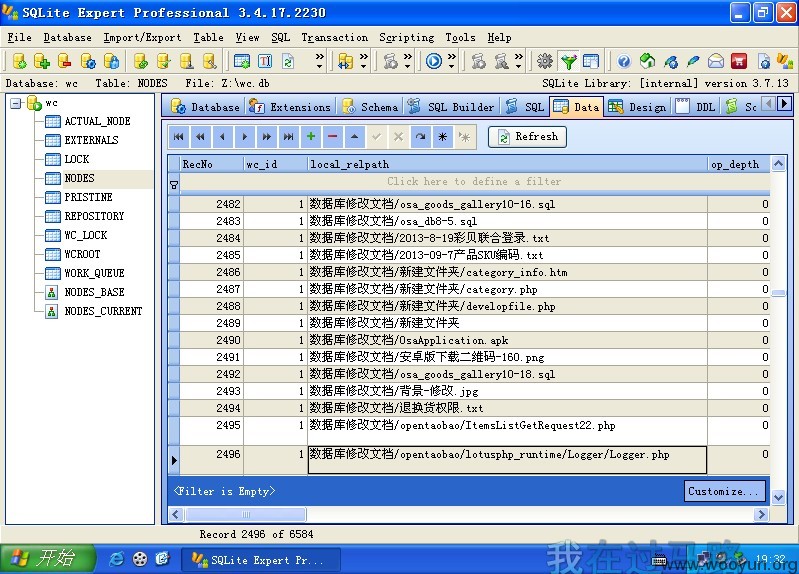 SQLite Expert Professional 3.4.17.2230
File Database Import/Export Table View SQL Transaction Scripting Tools Help
Database: wc Table: NODES File: Z:\wc.db SQLite Library: [internal] version 3.7.13
wc
ACTUAL_NODE
EXTERNALS
LOCK
NODES
PRISTINE
REPOSITORY
WC_LOCK
WCROOT
WORK_QUEUE
NODES_BASE
NODES_CURRENT
Database Extensions Schema SQL Builder SQL Data Design DDL Sc
Refresh
RecNo wc_id local_relpath op_depth
Click here to define a filter
2482 1 数据库修改文档/osa_goods_gallery10-16.sql 0
2483 1 数据库修改文档/osa_db8-5.sql 0
2484 1 数据库修改文档/2013-8-19彩贝联合登录.txt 0
2485 1 数据库修改文档/2013-09-7产品SKU编码.txt 0
2486 1 数据库修改文档/新建文件夹/category_info.htm 0
2487 1 数据库修改文档/新建文件夹/category.php 0
2488 1 数据库修改文档/新建文件夹/developfile.php 0
2489 1 数据库修改文档/新建文件夹 0
2490 1 数据库修改文档/OsaApplication.apk 0
2491 1 数据库修改文档/安卓版下载二维码-160.png 0
2492 1 数据库修改文档/osa_goods_gallery10-18.sql 0
2493 1 数据库修改文档/背景-修改.jpg 0
2494 1 数据库修改文档/退换货权限.txt 0
2495 1 数据库修改文档/opentaobao/ItemsListGetRequest22.php 0
2496 1 数据库修改文档/opentaobao/lotusphp_runtime/Logger/Logger.php 0
<Filter is Empty> Customize...
Record 2496 of 6584
开始 SQLite Expert Pr... 19:32
我在过马路
www.wooyun.org